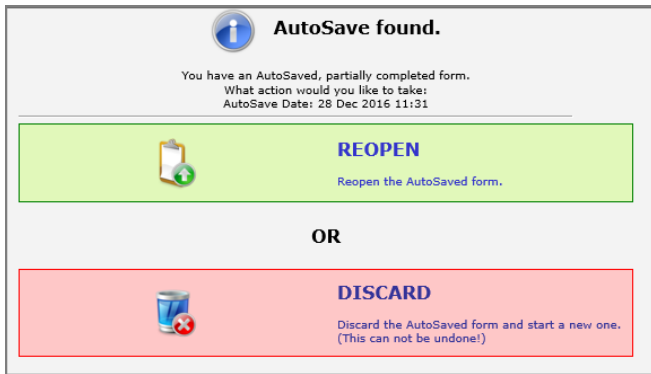 AutoSave found.
You have an AutoSaved, partially completed form.
What action would you like to take:
AutoSave Date: 28 Dec 2016 11:31
REOPEN
Reopen the AutoSaved form.
OR
DISCARD
Discard the AutoSaved form and start a new one.
(This can not be undone!)